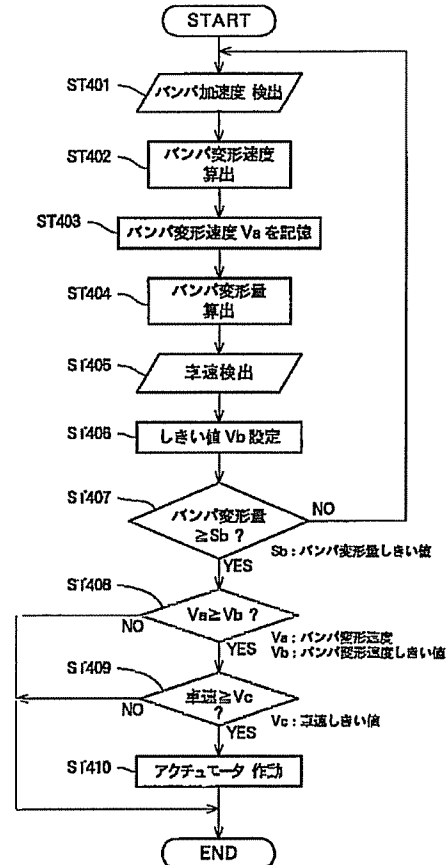 START
ST401
バンパ加速度 検出
ST402
バンパ変形速度
算出
ST403
バンパ変形速度 Va を記憶
ST404
バンパ変形量
算出
ST405
車速検出
ST406
しきい値 Vb 設定
ST407
バンパ変形量
≧Sb ?
NO
Sb : バンパ変形量しきい値
YES
ST408
Va≧Vb ?
NO
YES
Va : バンパ変形速度
Vb : バンパ変形速度しきい値
ST409
車速≧Vc
?
NO
YES
Vc : 車速しきい値
ST410
アクチュエータ 作動
END